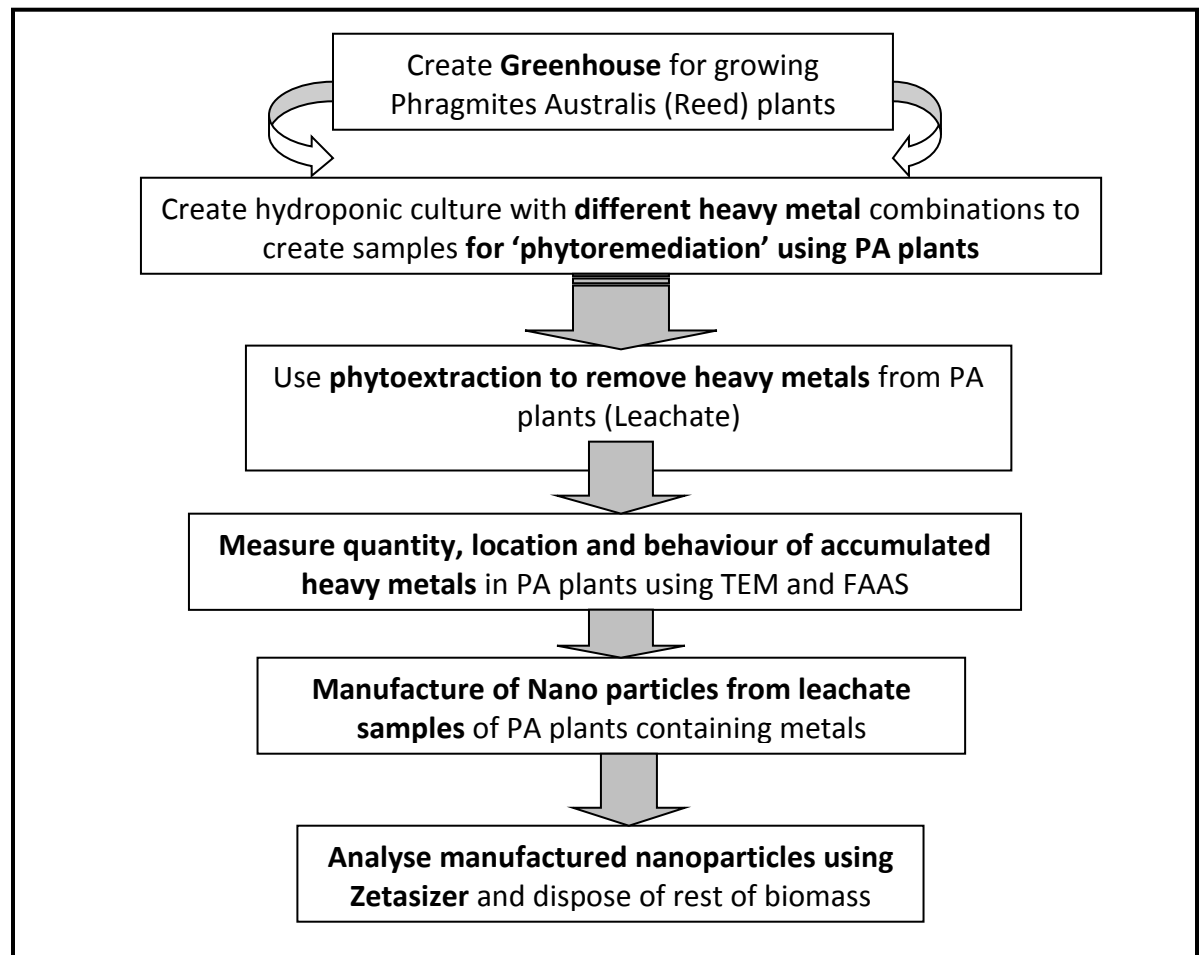 Create Greenhouse for growing
Phragmites Australis (Reed) plants
Create hydroponic culture with different heavy metal combinations to
create samples for ‘phytoremediation’ using PA plants
Use phytoextraction to remove heavy metals from PA
plants (Leachate)
Measure quantity, location and behaviour of accumulated
heavy metals in PA plants using TEM and FAAS
Manufacture of Nano particles from leachate
samples of PA plants containing metals
Analyse manufactured nanoparticles using
Zetasizer and dispose of rest of biomass